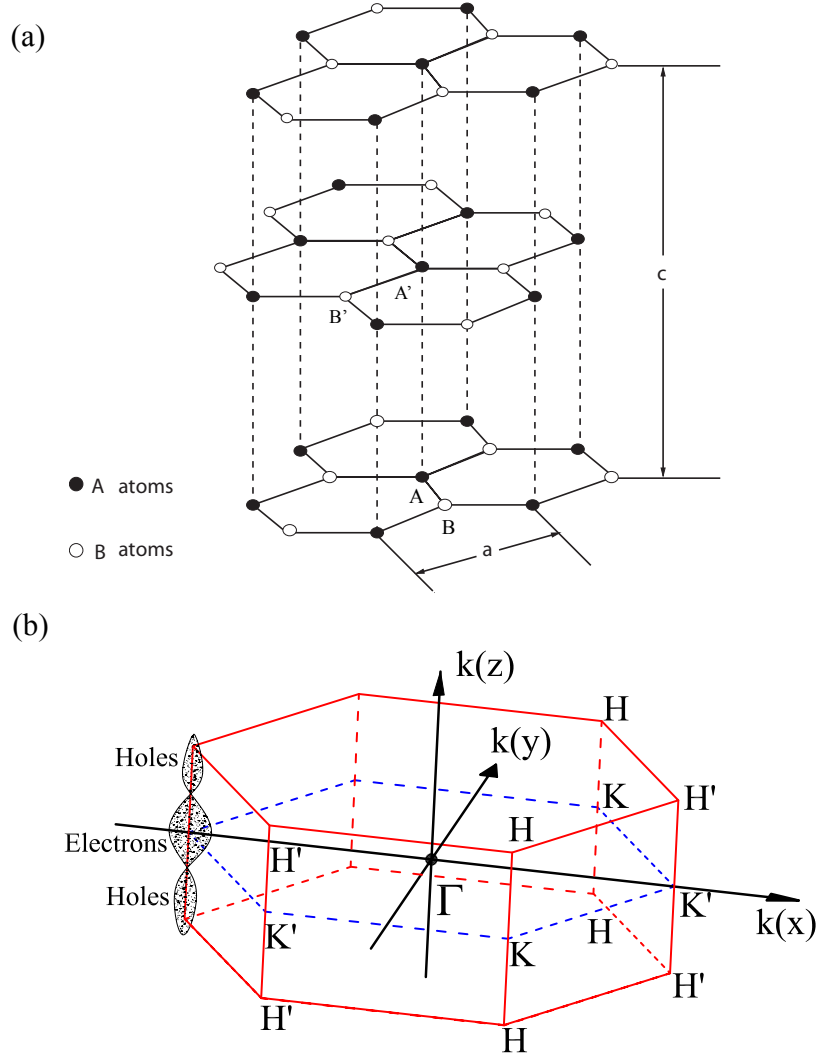 (a)
c
A'
B'
A atoms
A
B
B atoms
a
(b)
k(z)
H
k(y)
Holes
K
H'
H
Electrons
H'
Holes
Γ
K'
k(x)
H
K'
K
H'
H'
H